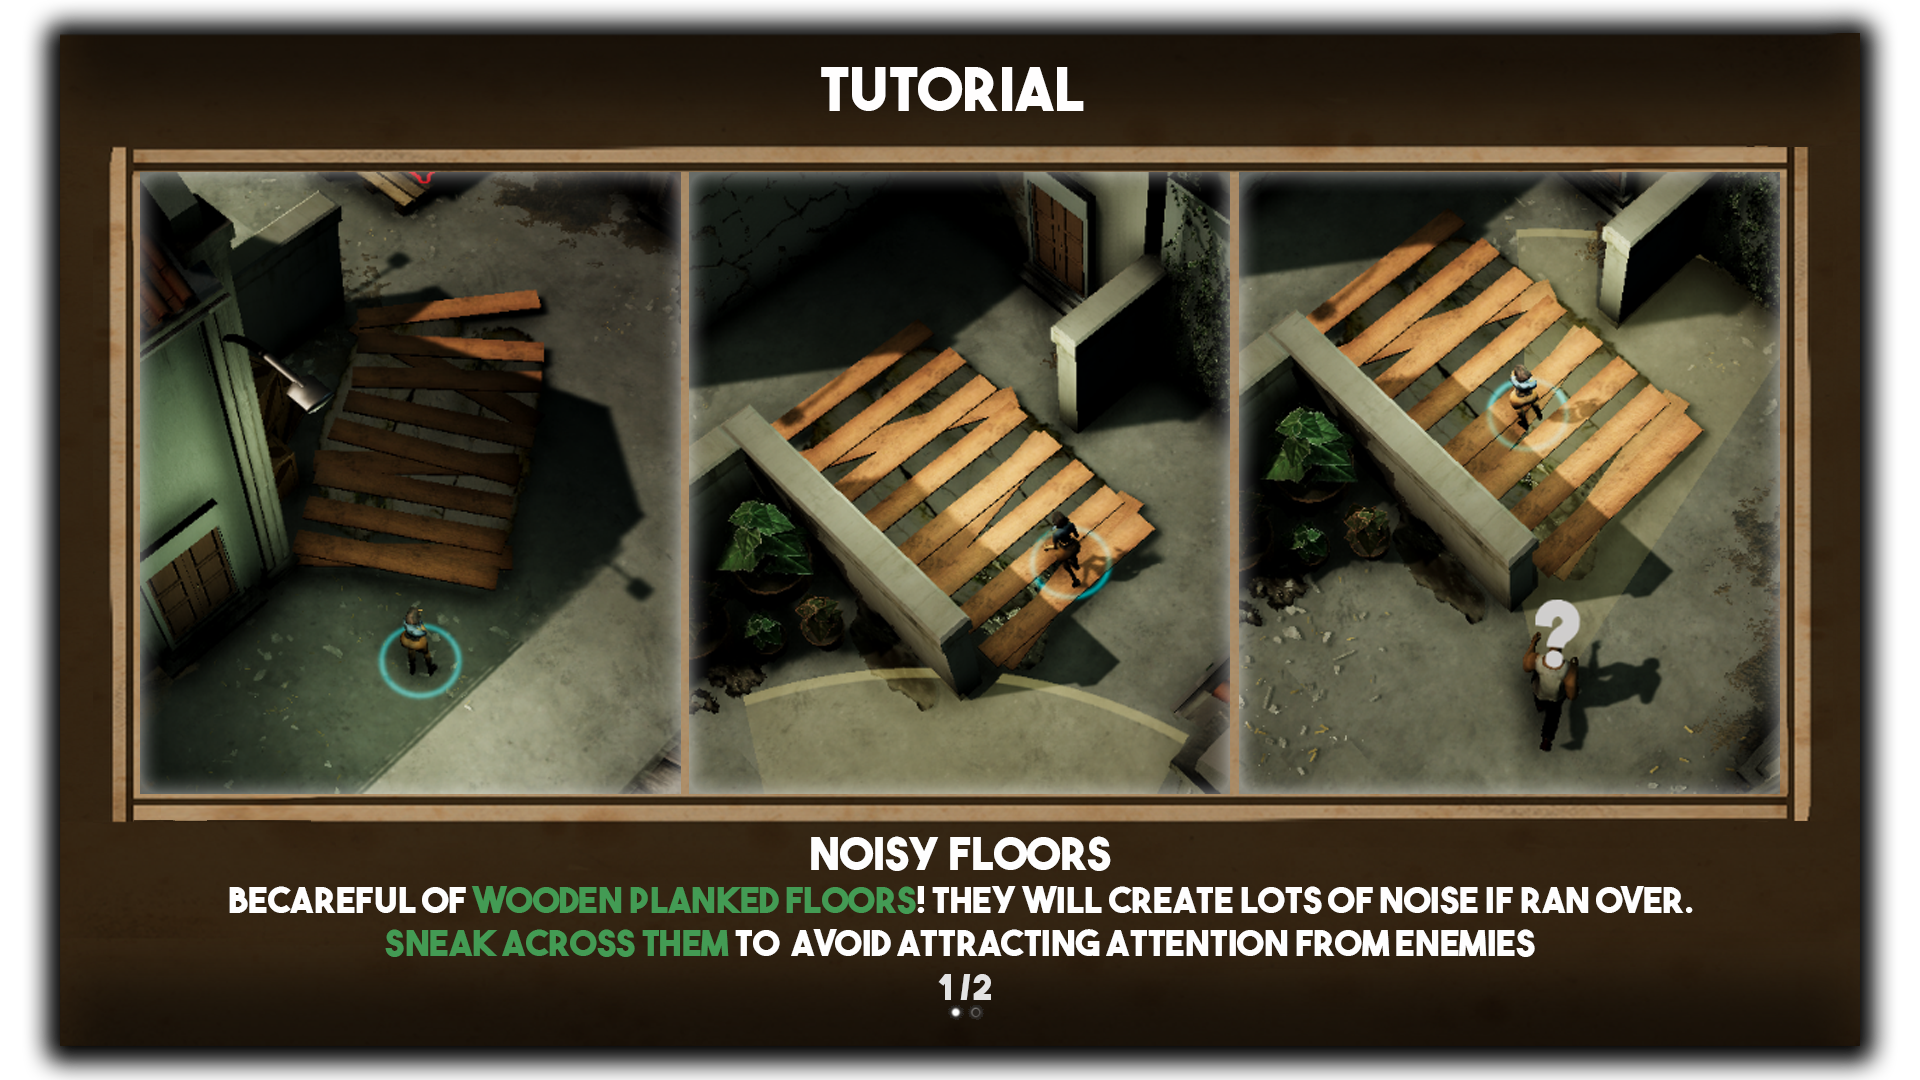 TUTORIAL
?
NOISY FLOORS
BECAREFUL OF WOODEN PLANKED FLOORS! THEY WILL CREATE LOTS OF NOISE IF RAN OVER.
SNEAK ACROSS THEM TO AVOID ATTRACTING ATTENTION FROM ENEMIES
1/2